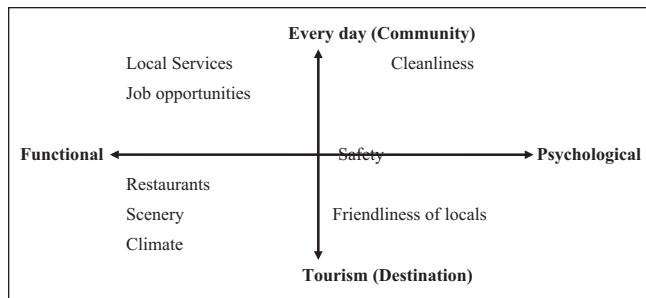 Every day (Community)
Local Services
Cleanliness
Job opportunities
Functional
Safety
Psychological
Restaurants
Scenery
Friendliness of locals
Climate
Tourism (Destination)